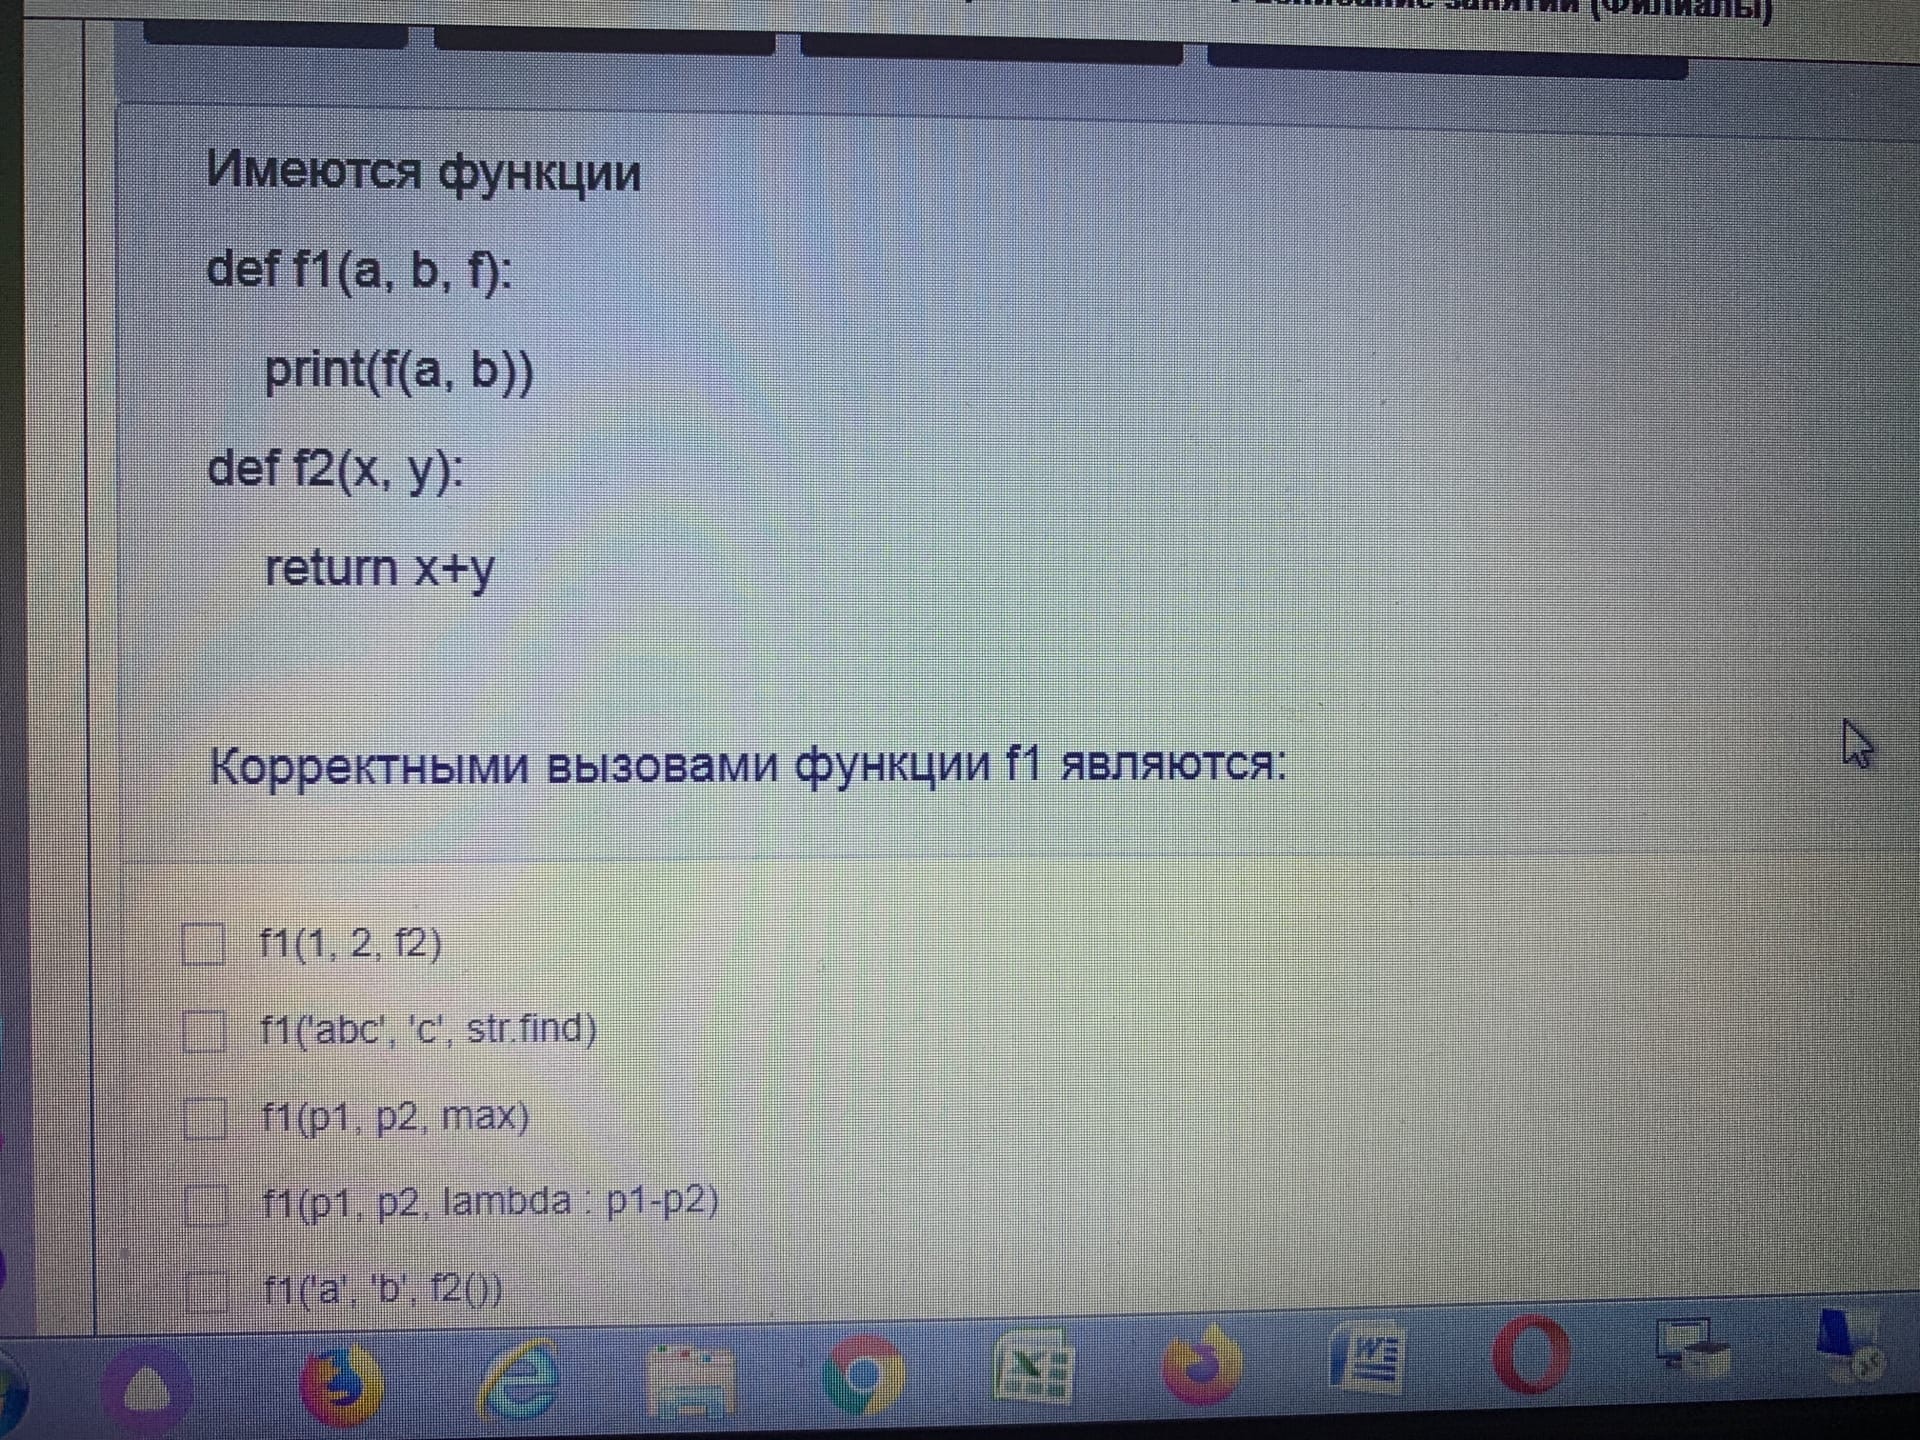 занятий (Филиалы)
Имеются функции
def f1(a, b, f):
print(f(a, b))
def f2(x, y):
return x+y
Корректными вызовами функции f1 являются:
f1(1, 2, f2)
f1('abc', 'c', str.find)
f1(p1, p2, max)
f1(p1, p2, lambda : p1-p2)
f1('a', 'b', f2())